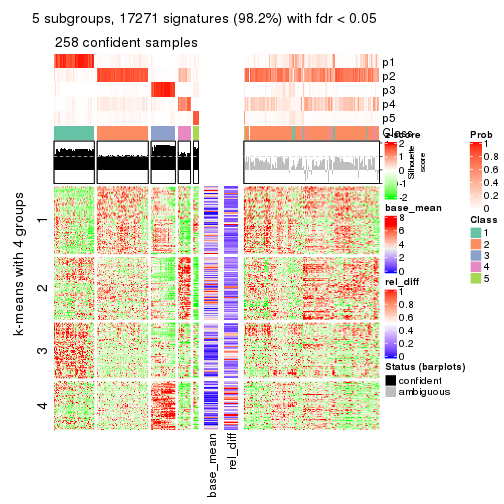 5 subgroups, 17271 signatures (98.2%) with fdr < 0.05
258 confident samples
p1
p2
p3
p4
p5
Class
z-score
2
1
0
-1
-2
Silhouette
score
base_mean
8
6
4
2
0
rel_diff
1
0.8
0.6
0.4
0.2
0
Status (barplots)
confident
ambiguous
Prob
1
0.8
0.6
0.4
0.2
0
Class
1
2
3
4
5
k-means with 4 groups
1
2
3
4
base_mean
rel_diff